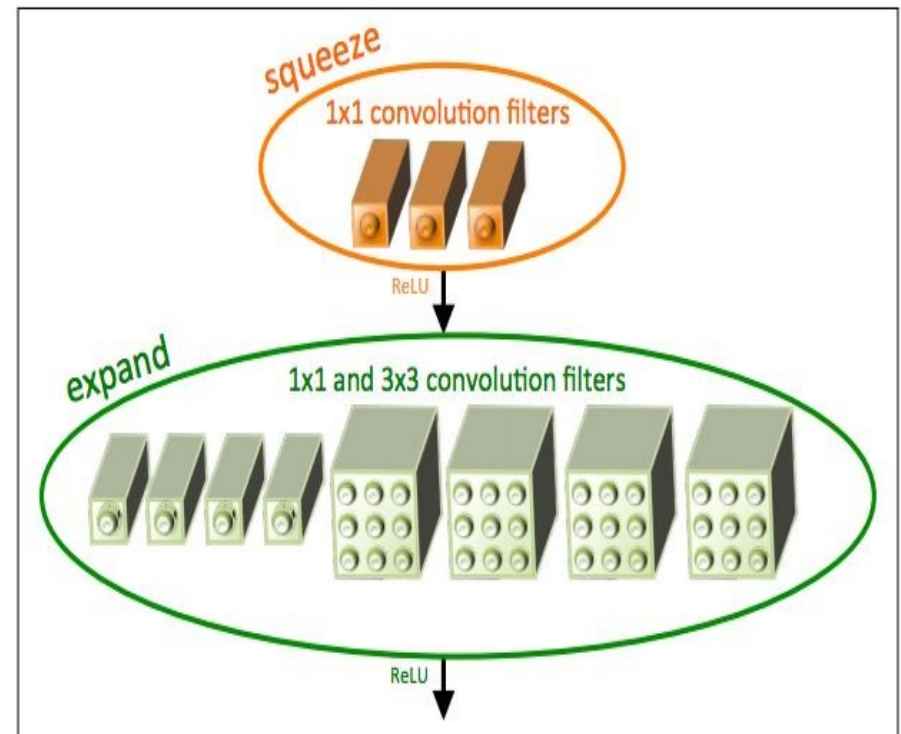 squeeze
1x1 convolution filters
ReLU
expand
1x1 and 3x3 convolution filters
ReLU